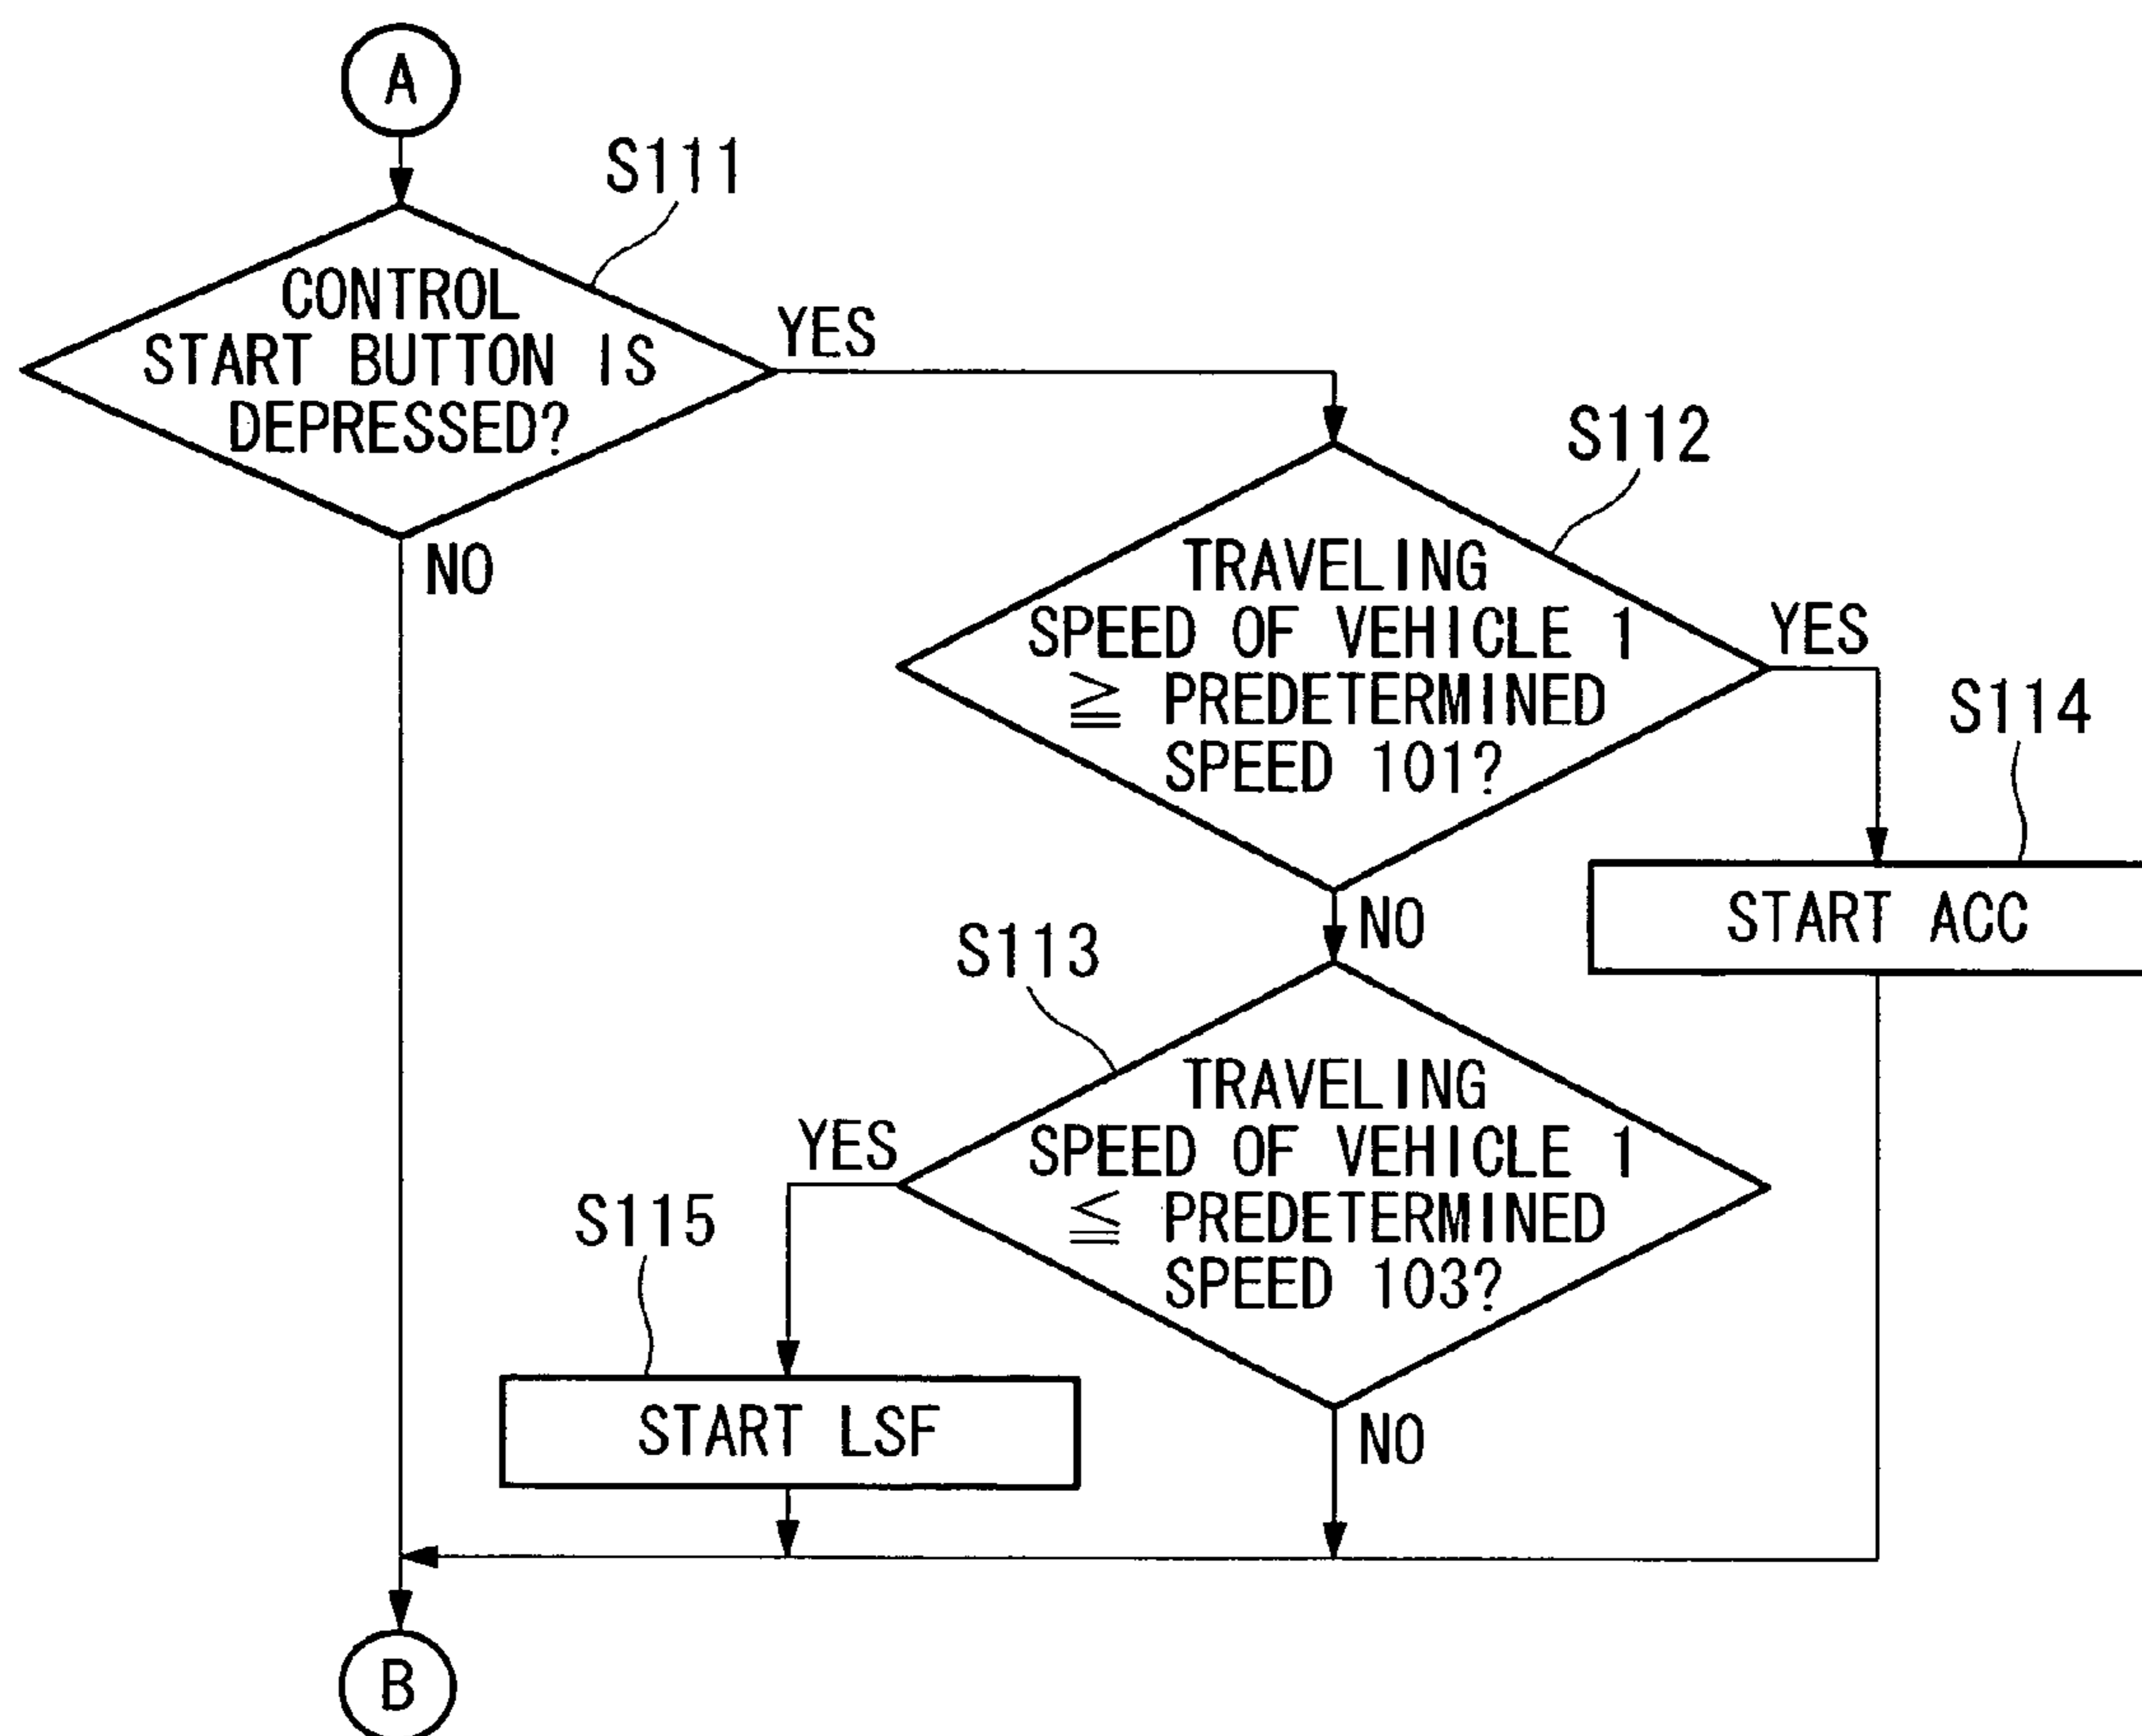 A
S111
CONTROL
START BUTTON IS
DEPRESSED?
YES
NO
S112
TRAVELING
SPEED OF VEHICLE 1
≧ PREDETERMINED
SPEED 101?
YES
NO
S114
START ACC
S113
TRAVELING
SPEED OF VEHICLE 1
≦ PREDETERMINED
SPEED 103?
YES
NO
S115
START LSF
B